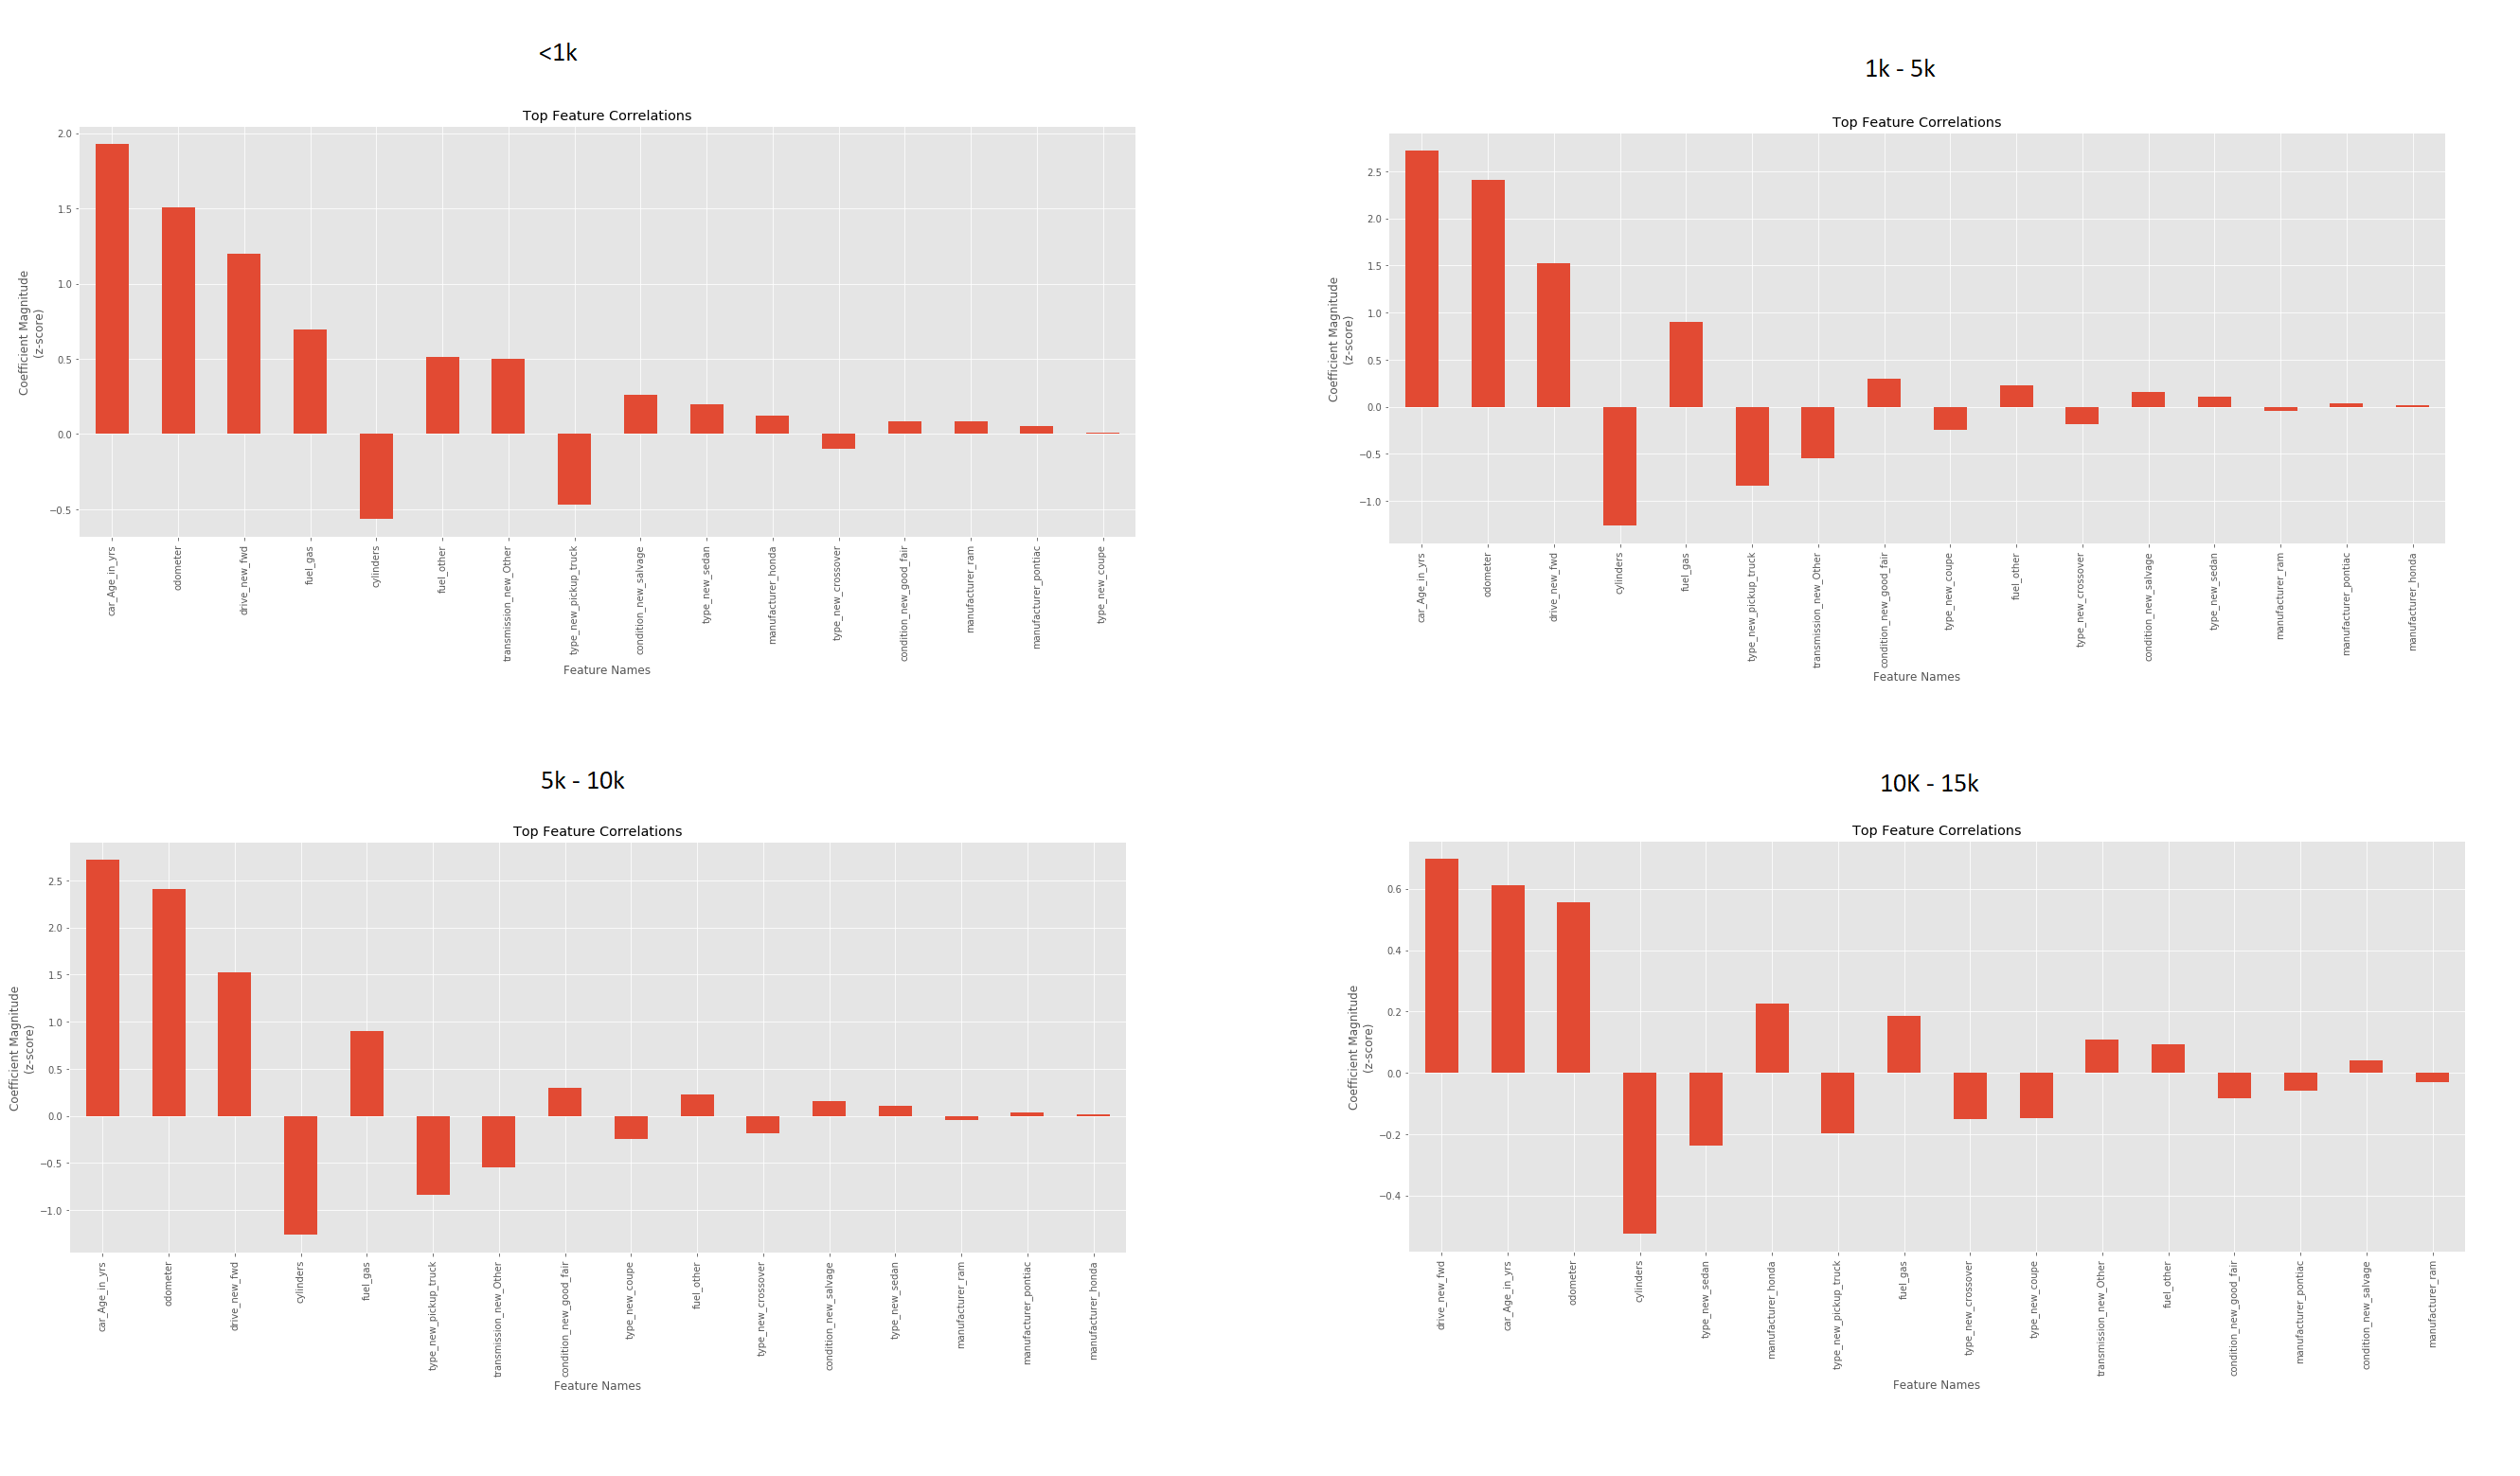 <1k
Top Feature Correlations
2.0
1.5
1.0
0.5
0.0
−0.5
Coefficient Magnitude
(z-score)
car_Age_in_yrs
odometer
drive_new_fwd
fuel_gas
cylinders
fuel_other
transmission_new_Other
type_new_pickup_truck
condition_new_salvage
type_new_sedan
manufacturer_honda
type_new_crossover
condition_new_good_fair
manufacturer_ram
manufacturer_pontiac
type_new_coupe
Feature Names
1k - 5k
Top Feature Correlations
2.5
2.0
1.5
1.0
0.5
0.0
−0.5
−1.0
Coefficient Magnitude
(z-score)
car_Age_in_yrs
odometer
drive_new_fwd
cylinders
fuel_gas
type_new_pickup_truck
transmission_new_Other
condition_new_good_fair
type_new_coupe
fuel_other
type_new_crossover
condition_new_salvage
type_new_sedan
manufacturer_ram
manufacturer_pontiac
manufacturer_honda
Feature Names
5k - 10k
Top Feature Correlations
2.5
2.0
1.5
1.0
0.5
0.0
−0.5
−1.0
Coefficient Magnitude
(z-score)
car_Age_in_yrs
odometer
drive_new_fwd
cylinders
fuel_gas
type_new_pickup_truck
transmission_new_Other
condition_new_good_fair
type_new_coupe
fuel_other
type_new_crossover
condition_new_salvage
type_new_sedan
manufacturer_ram
manufacturer_pontiac
manufacturer_honda
Feature Names
10K - 15k
Top Feature Correlations
0.6
0.4
0.2
0.0
−0.2
−0.4
Coefficient Magnitude
(z-score)
drive_new_fwd
car_Age_in_yrs
odometer
cylinders
type_new_sedan
manufacturer_honda
type_new_pickup_truck
fuel_gas
type_new_crossover
type_new_coupe
transmission_new_Other
fuel_other
condition_new_good_fair
manufacturer_pontiac
condition_new_salvage
manufacturer_ram
Feature Names